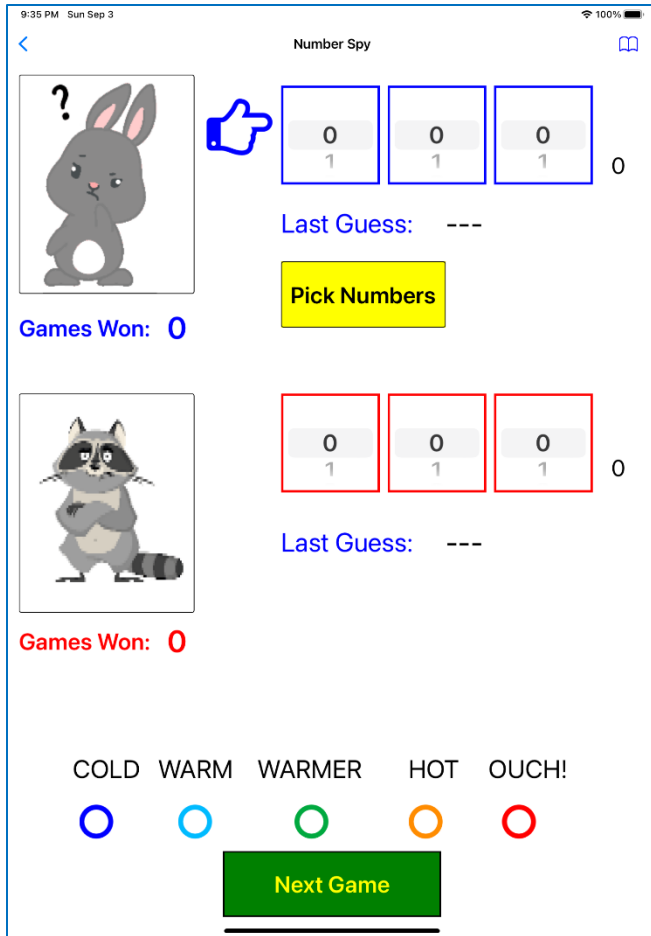 9:35 PM Sun Sep 3 100%
Number Spy
?
0 0 0
1 1 1
0
Last Guess: ---
Pick Numbers
Games Won: 0
0 0 0
1 1 1
0
Last Guess: ---
Games Won: 0
COLD WARM WARMER HOT OUCH!
Next Game